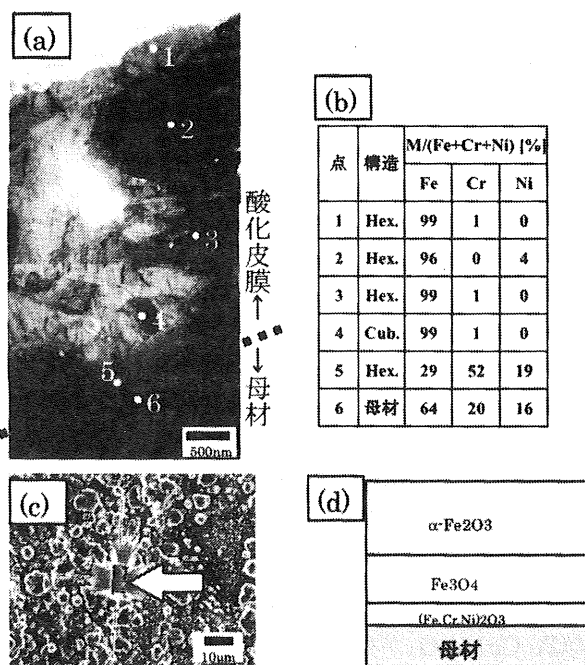 (a)
1
2
3
4
5
6
酸化皮膜
母材
500nm
(b)
点 構造 M/(Fe+Cr+Ni) [%]
Fe Cr Ni
1 Hex. 99 1 0
2 Hex. 96 0 4
3 Hex. 99 1 0
4 Cub. 99 1 0
5 Hex. 29 52 19
6 母材 64 20 16
(c)
10μm
(d)
α-Fe2O3
Fe3O4
(Fe,Cr,Ni)2O3
母材